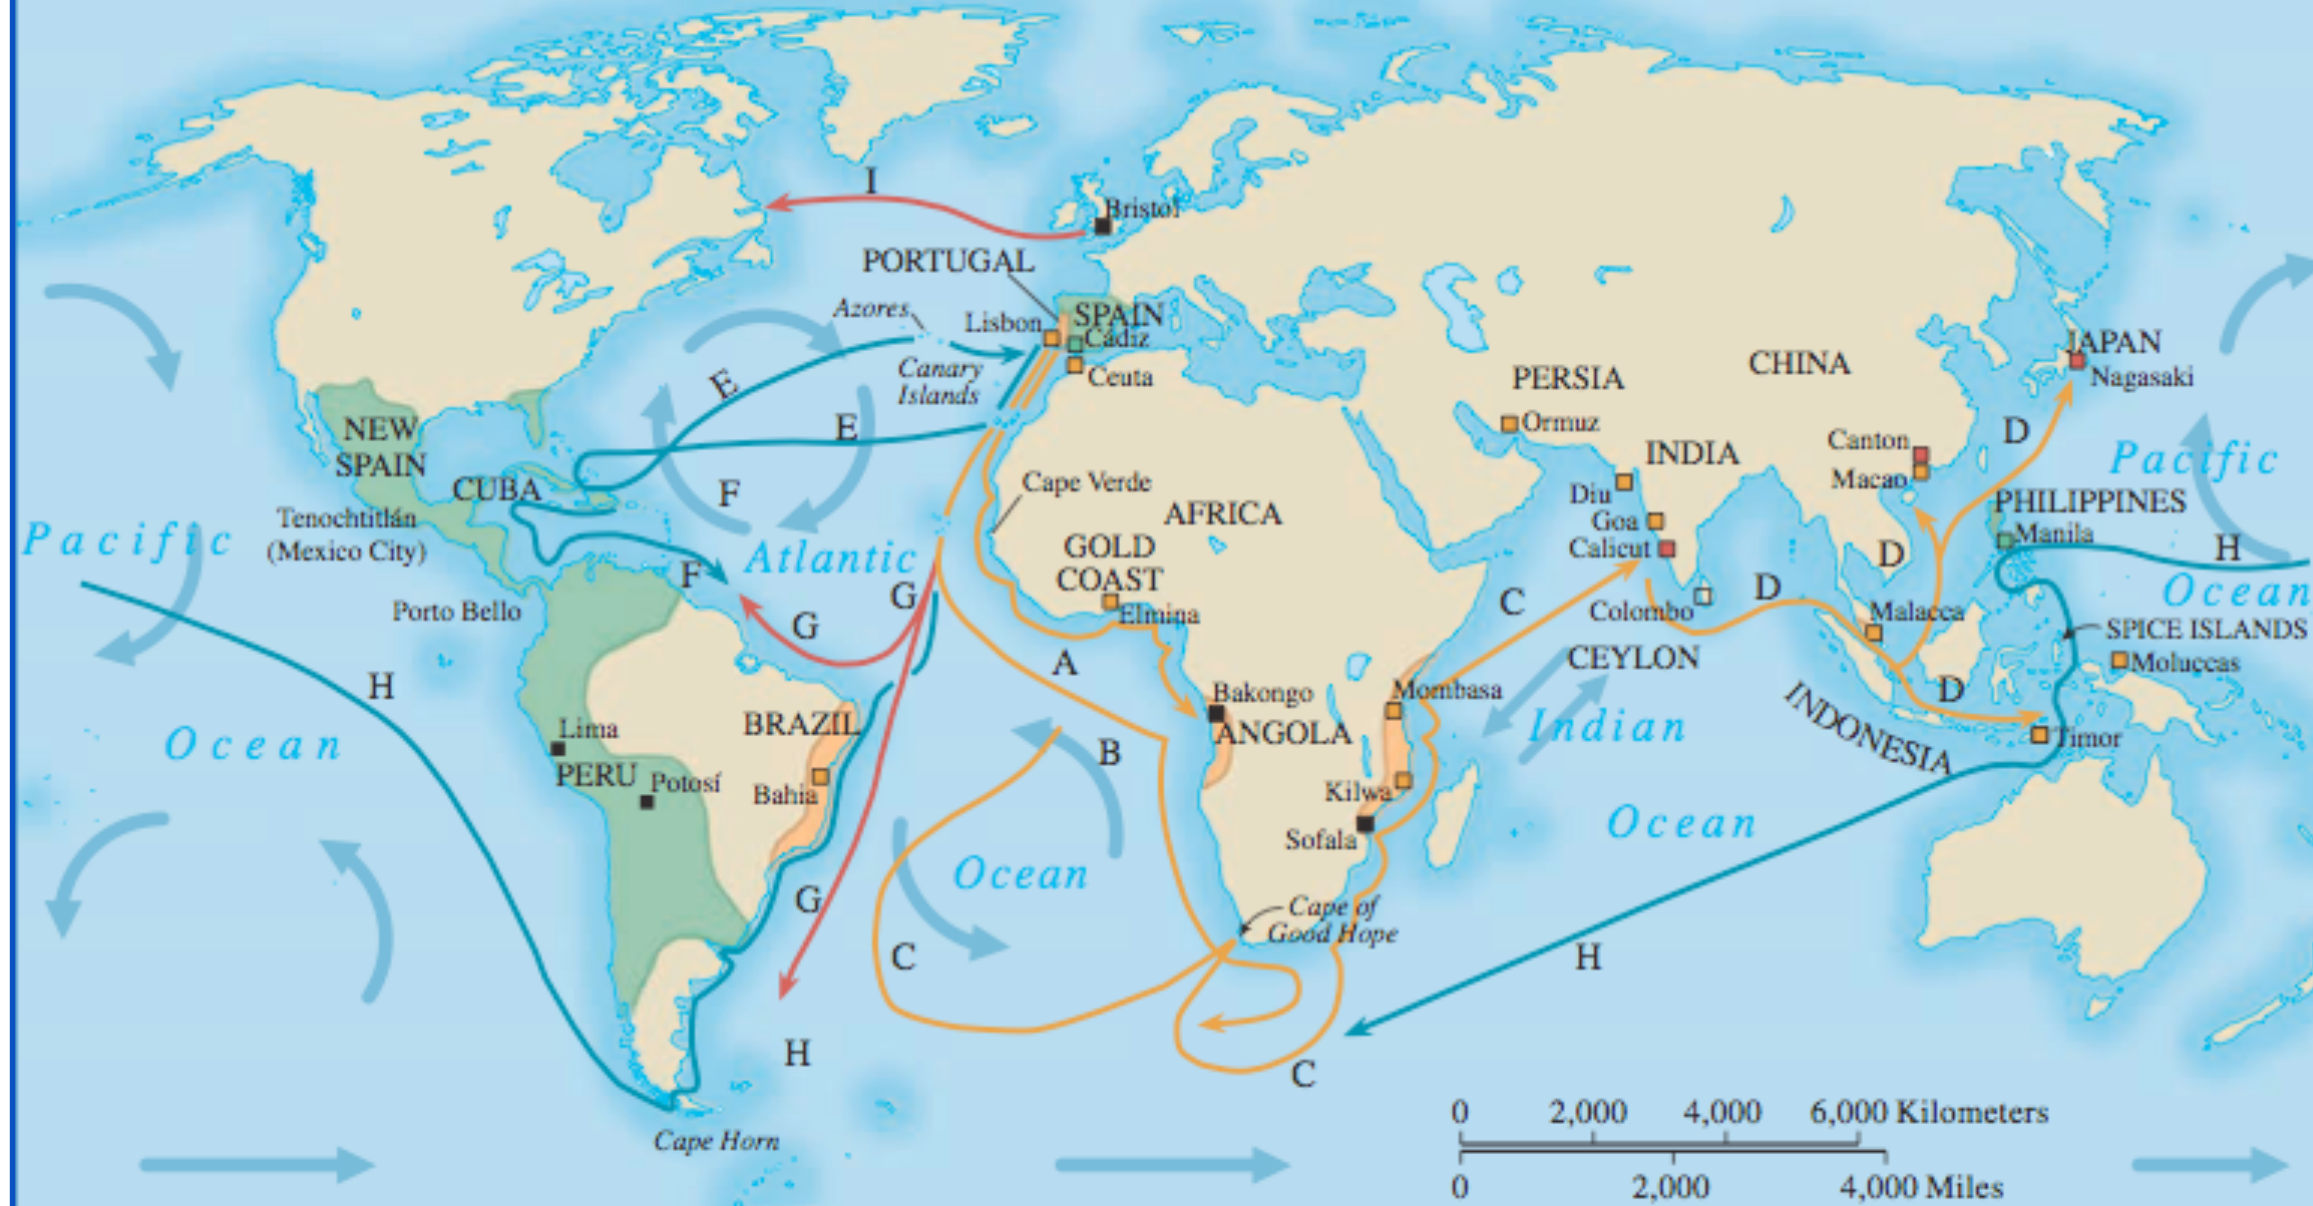 I
Bristol
PORTUGAL
Azores
Lisbon
SPAIN
Cádiz
Canary
Islands
Ceuta
E
E
NEW
SPAIN
CUBA
Tenochtitlán
(Mexico City)
Porto Bello
F
F
Atlantic
Ocean
Pacific
Ocean
H
Lima
PERU
Potosí
BRAZIL
Bahia
G
G
G
H
Cape Horn
Cape Verde
AFRICA
GOLD
COAST
Elmina
A
B
C
Bakongo
ANGOLA
Mombasa
Kilwa
Sofala
Cape of
Good Hope
C
C
PERSIA
Ormuz
INDIA
Diu
Goa
Calicut
Colombo
CEYLON
Indian
Ocean
CHINA
Canton
Macao
JAPAN
Nagasaki
D
D
D
D
Malacca
INDONESIA
PHILIPPINES
Manila
Pacific
Ocean
H
SPICE ISLANDS
Moluccas
Timor
H
0 2,000 4,000 6,000 Kilometers
0 2,000 4,000 Miles